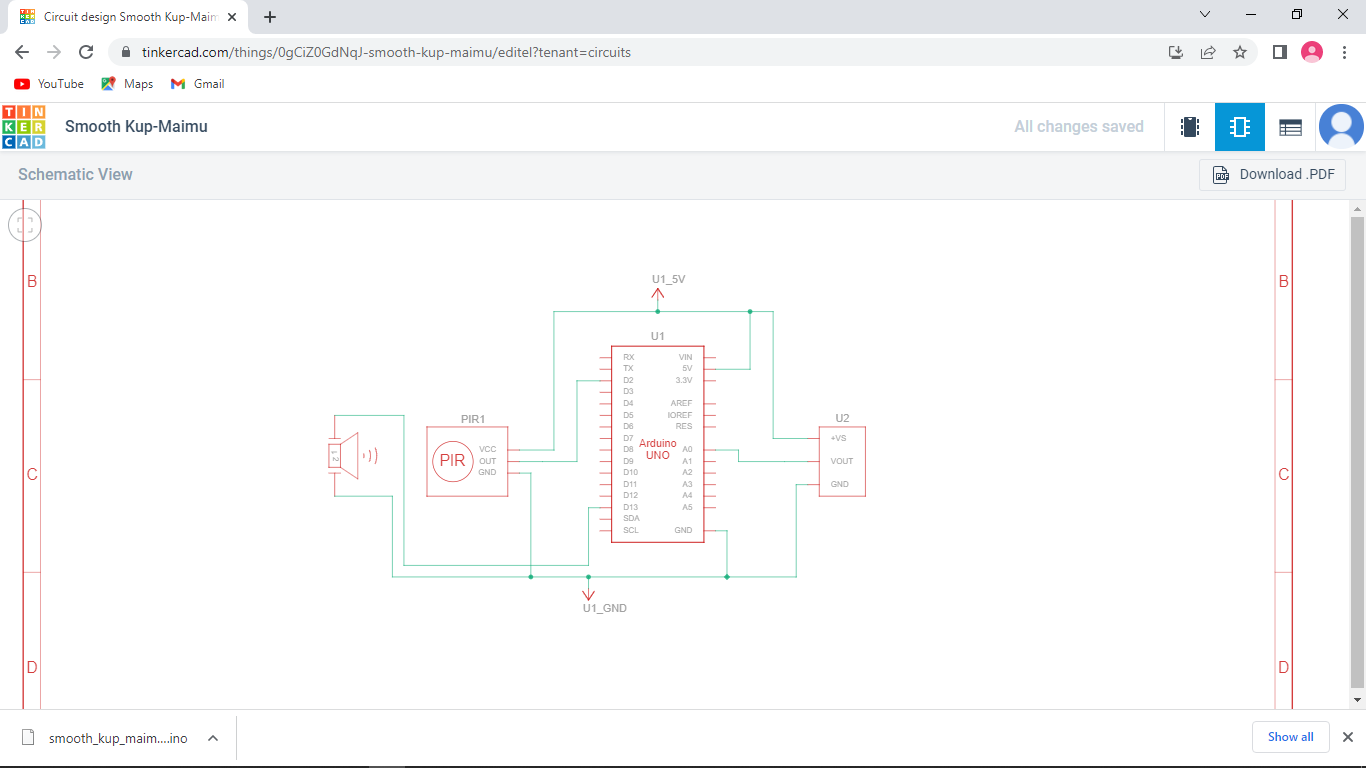 Circuit design Smooth Kup-Maim
tinkercad.com/things/0gCiZ0GdNqJ-smooth-kup-maimu/editel?tenant=circuits
YouTube Maps Gmail
TIN
KER
CAD
Smooth Kup-Maimu
All changes saved
Schematic View
PDF
Download .PDF
B
B
U1_5V
U1
RX VIN
TX 5V
D2 3.3V
D3
D4 AREF
D5 IOREF
D6 RES
D7
D8 A0
D9 A1
D10 A2
D11 A3
D12 A4
D13 A5
SDA
SCL GND
Arduino
UNO
PIR1
PIR
VCC
OUT
GND
1 2
U2
+VS
VOUT
GND
C
C
U1_GND
D
D
smooth_kup_maim....ino
Show all